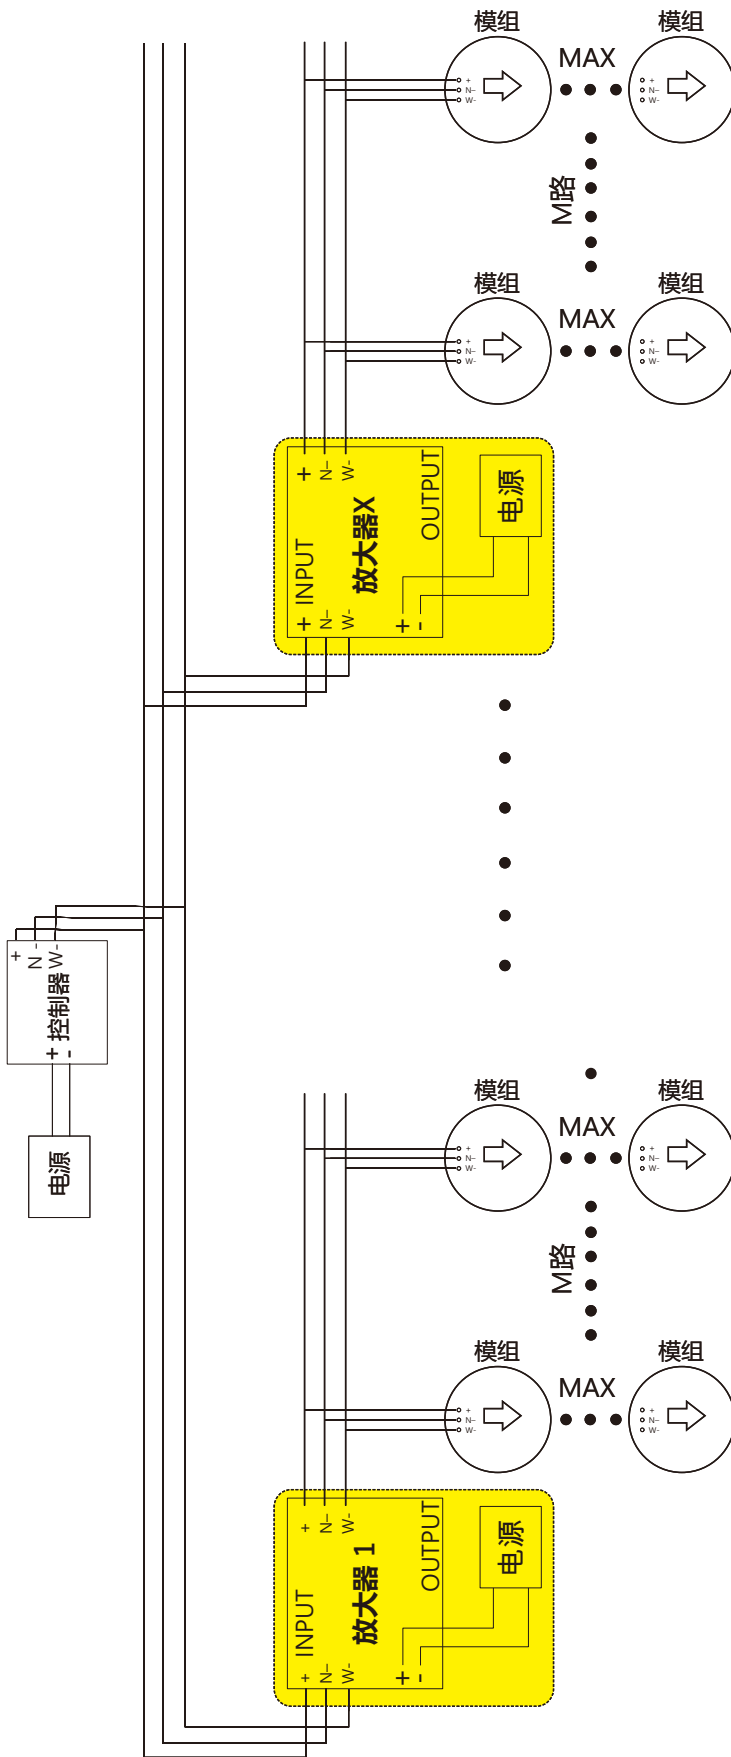 模组
模组
MAX
+
N-
W-
+
N-
W-
M路
模组
模组
MAX
+
N-
W-
+
N-
W-
+
N-
W-
OUTPUT
电源
放大器X
INPUT
+
N-
W-
+
-
+
N -
W-
控制器
+
-
电源
模组
模组
MAX
+
N-
W-
+
N-
W-
M路
模组
模组
MAX
+
N-
W-
+
N-
W-
+
N-
W-
OUTPUT
电源
放大器 1
INPUT
+
N-
W-
+
-